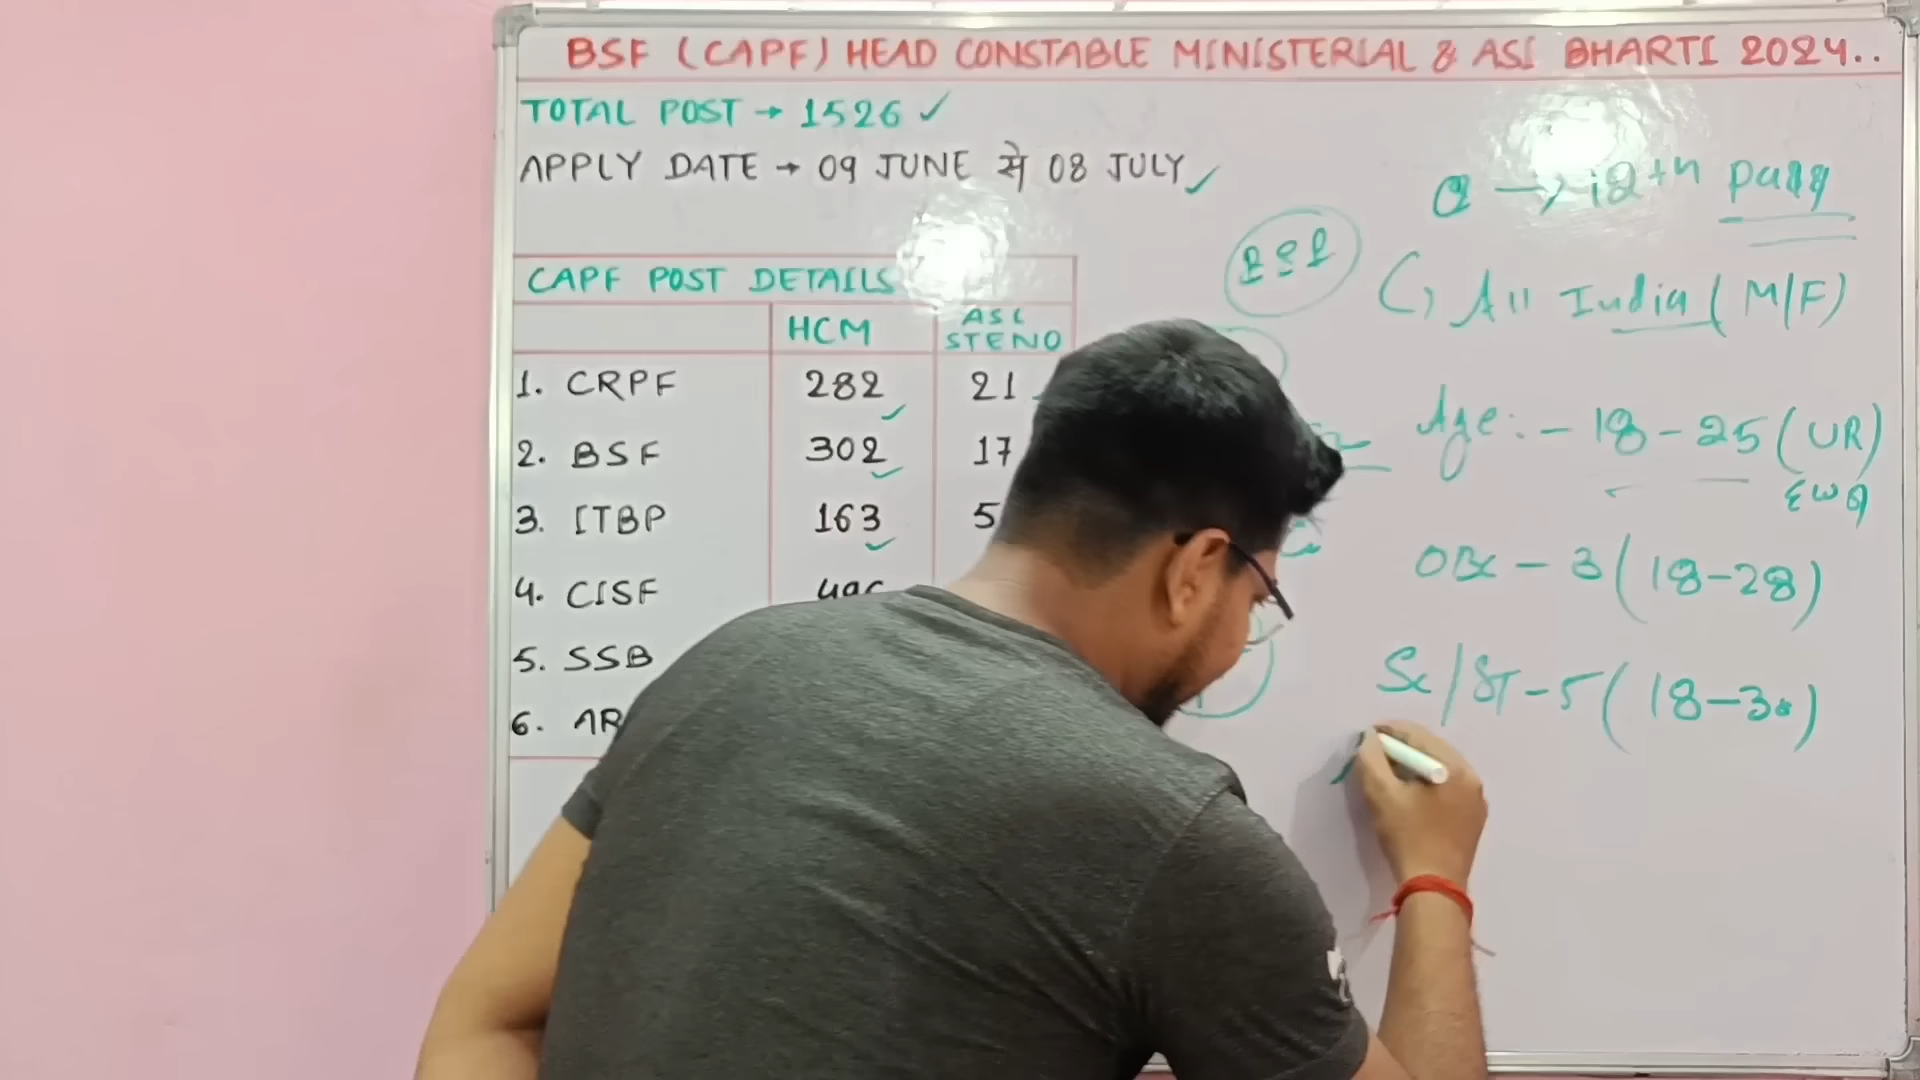 BSF (CAPF) HEAD CONSTABLE MINISTERIAL & ASI BHARTI 2024..
TOTAL POST → 1526 ✓
APPLY DATE → 09 JUNE से 08 JULY ✓
CAPF POST DETAILS
HCM ASI STENO
1. CRPF 282 21
2. BSF 302 17
3. ITBP 163 5
4. CISF
5. SSB
6. AR
Q → 12th pass
All India (M/F)
Age :- 18-25 (UR)
EWS
OBC - 3 (18-28)
SC/ST-5 (18-30)